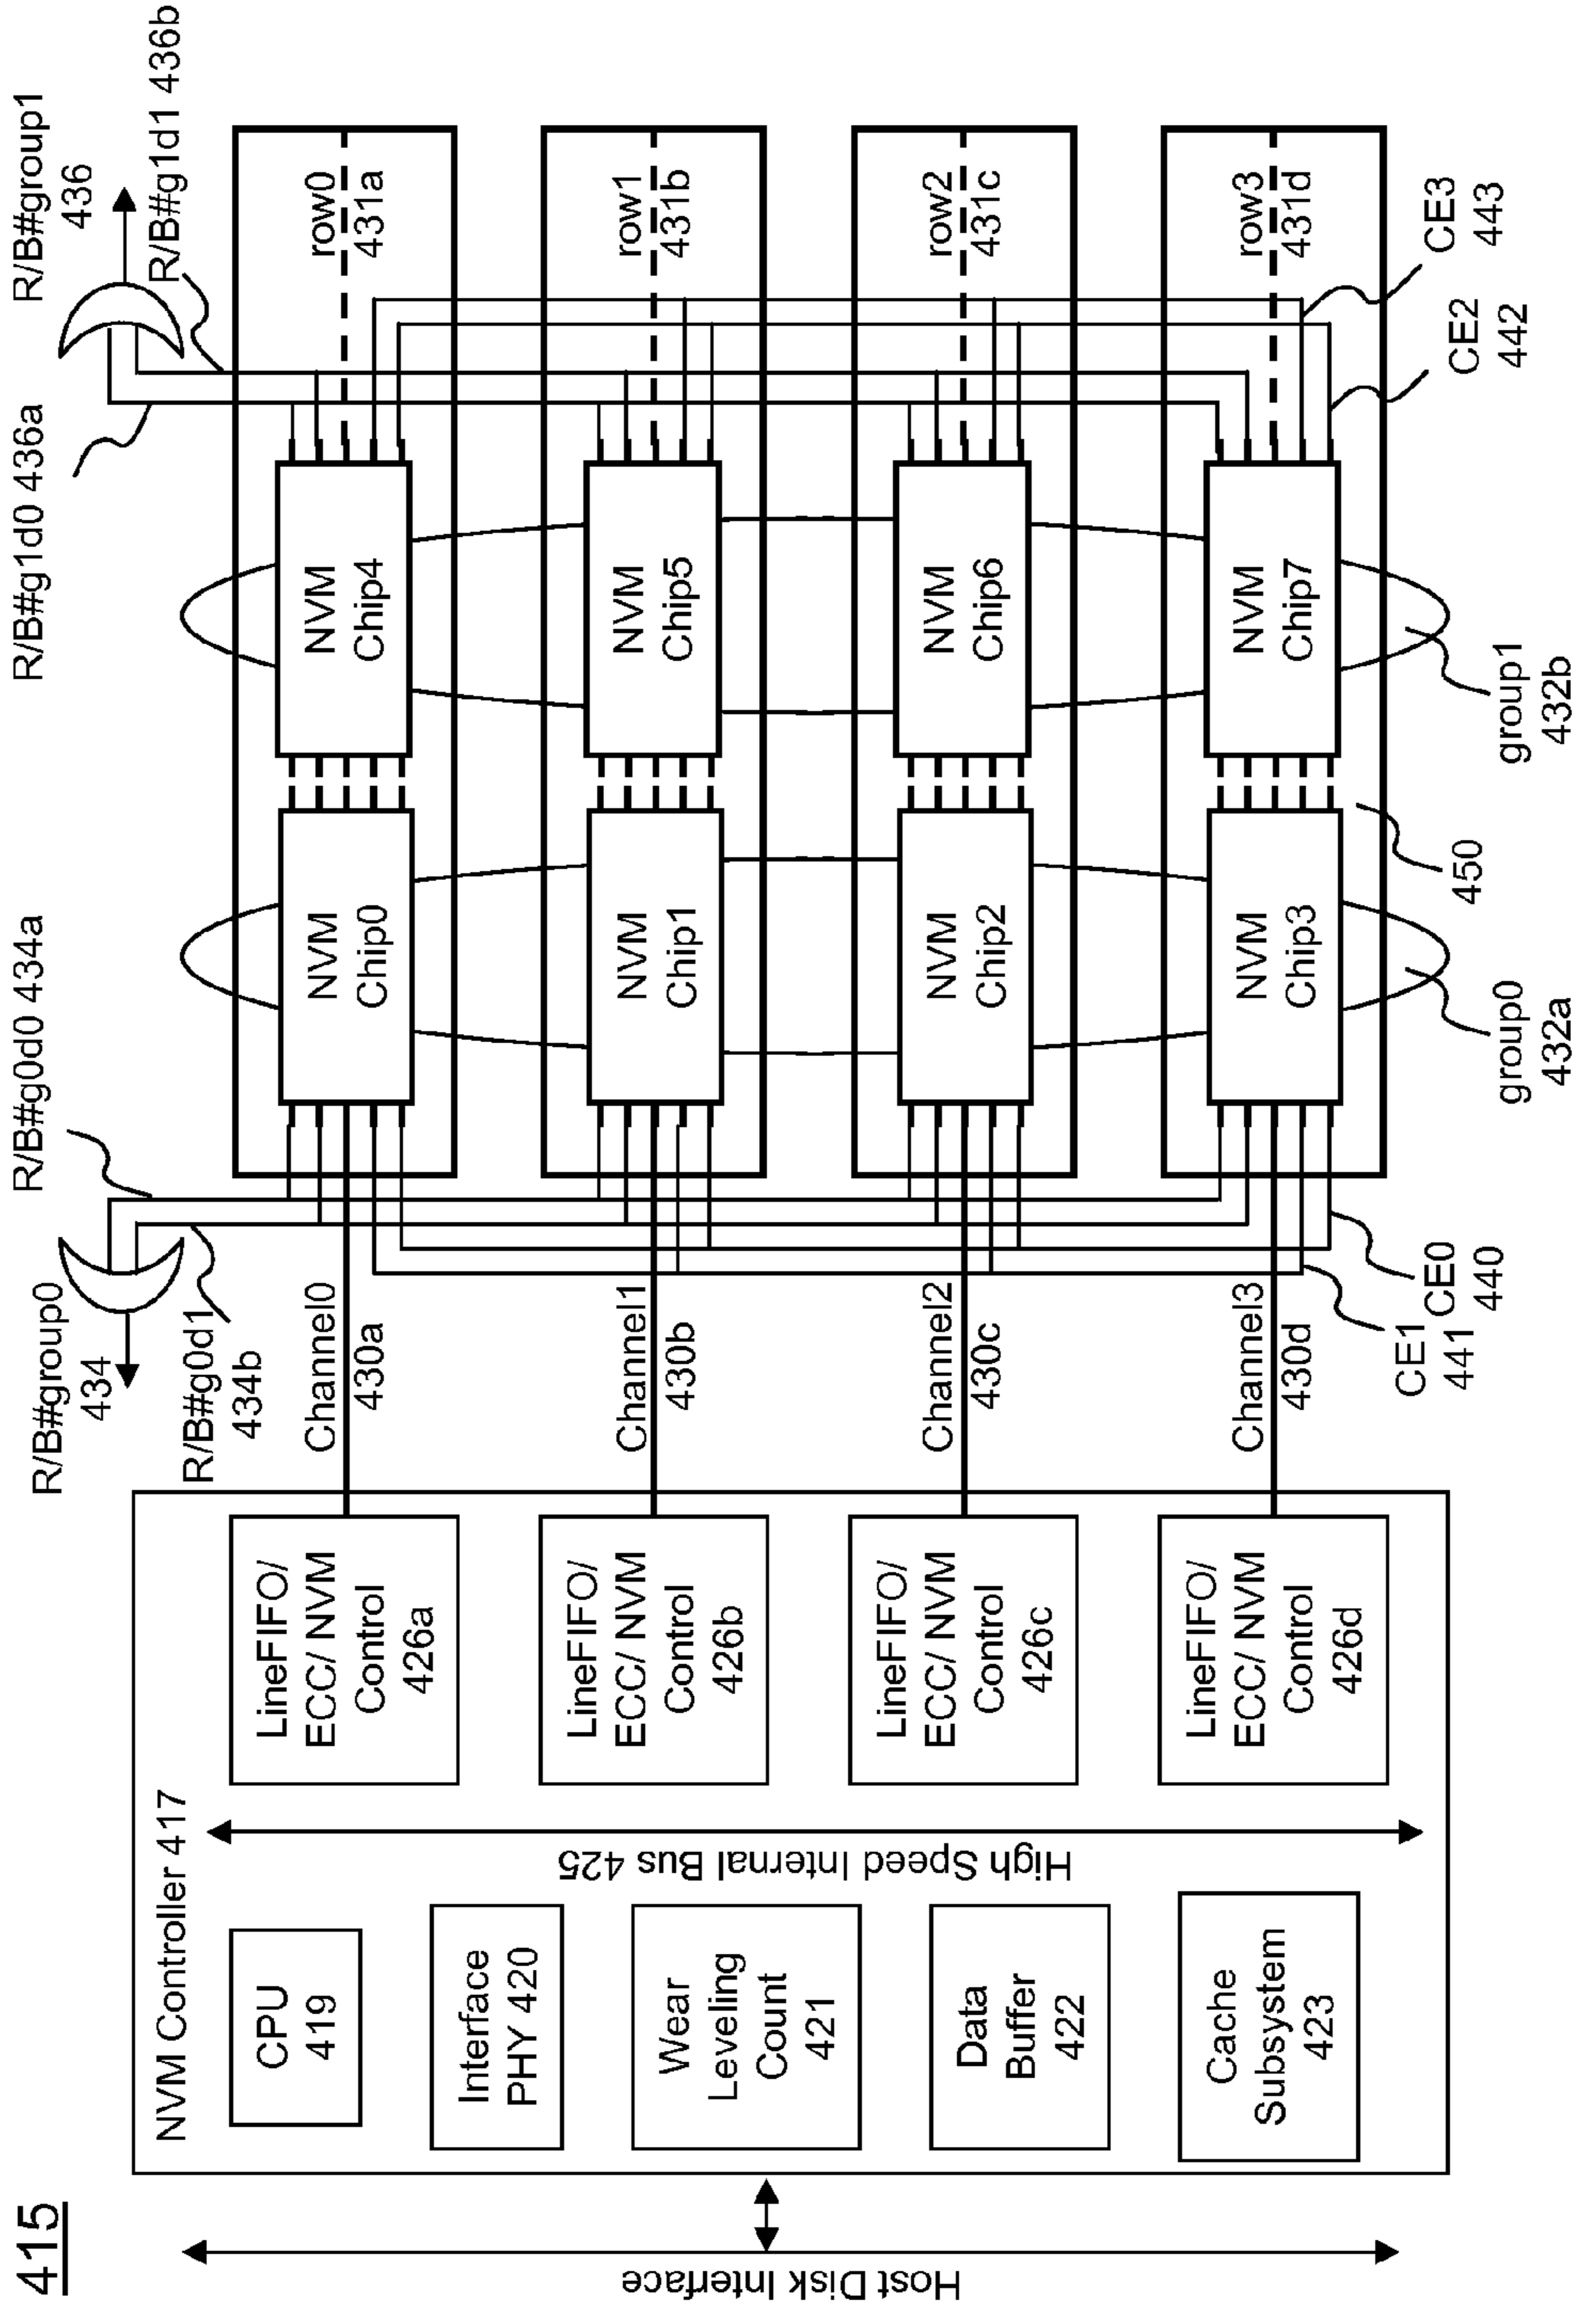 415
Host Disk Interface
NVM Controller 417
CPU
419
Interface
PHY 420
Wear
Leveling
Count
421
Data
Buffer
422
Cache
Subsystem
423
High Speed Internal Bus 425
LineFIFO/
ECC/ NVM
Control
426a
LineFIFO/
ECC/ NVM
Control
426b
LineFIFO/
ECC/ NVM
Control
426c
LineFIFO/
ECC/ NVM
Control
426d
R/B#group0
434
R/B#g0d1
434b
R/B#g0d0 434a
Channel0
430a
Channel1
430b
Channel2
430c
Channel3
430d
CE1
441
CE0
440
NVM
Chip0
NVM
Chip1
NVM
Chip2
NVM
Chip3
group0
432a
450
R/B#g1d0 436a
NVM
Chip4
NVM
Chip5
NVM
Chip6
NVM
Chip7
group1
432b
R/B#group1
436
R/B#g1d1 436b
row0
431a
row1
431b
row2
431c
row3
431d
CE2
442
CE3
443